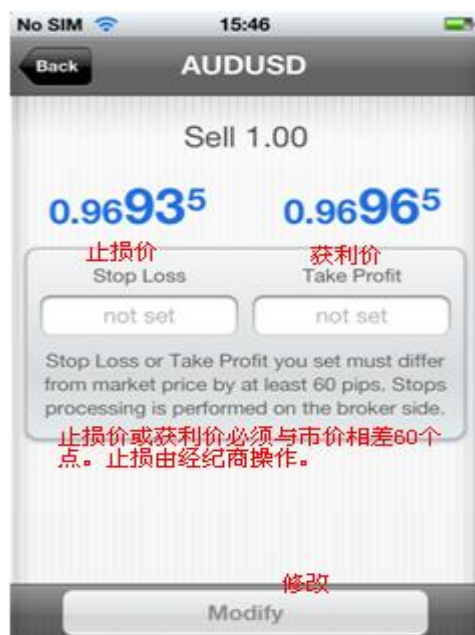 No SIM 15:46
Back AUDUSD
Sell 1.00
0.96935 0.96965
止损价 获利价
Stop Loss Take Profit
not set not set
Stop Loss or Take Profit you set must differ
from market price by at least 60 pips. Stops
processing is performed on the broker side.
止损价或获利价必须与市价相差60个
点。止损由经纪商操作。
修改
Modify